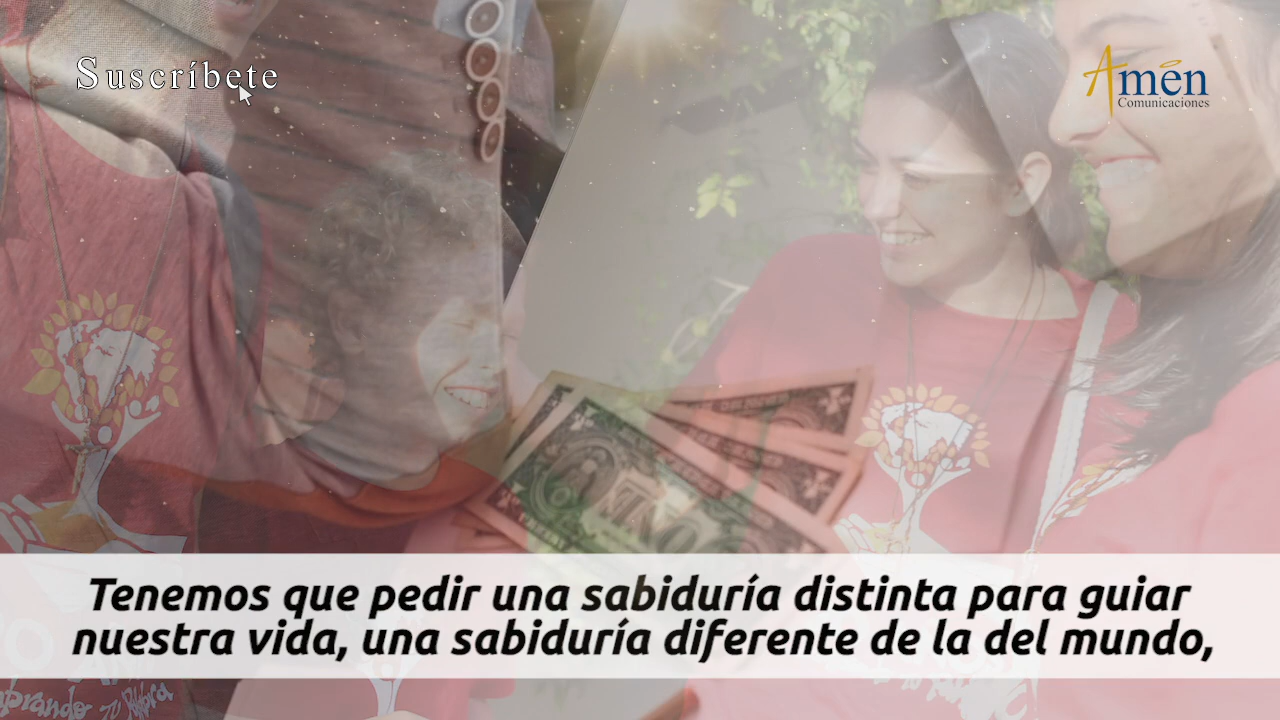 Suscríbete
Amén
Comunicaciones
Tenemos que pedir una sabiduría distinta para guiar
nuestra vida, una sabiduría diferente de la del mundo,